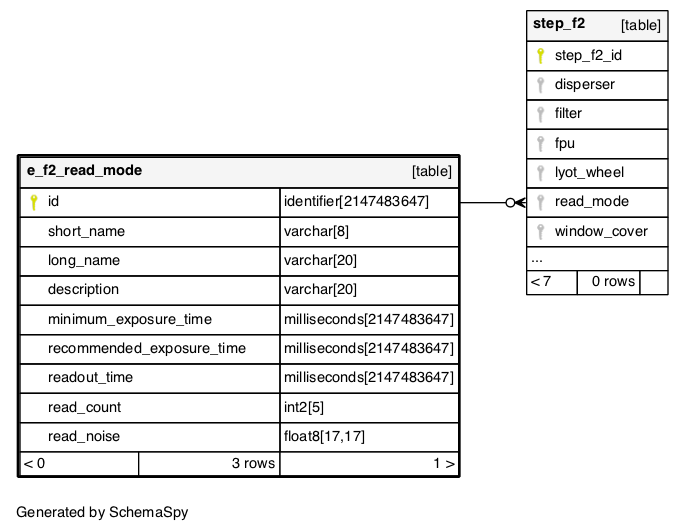 step_f2 [table]
step_f2_id
disperser
filter
fpu
lyot_wheel
read_mode
window_cover
...
< 7 0 rows
e_f2_read_mode [table]
id identifier[2147483647]
short_name varchar[8]
long_name varchar[20]
description varchar[20]
minimum_exposure_time milliseconds[2147483647]
recommended_exposure_time milliseconds[2147483647]
readout_time milliseconds[2147483647]
read_count int2[5]
read_noise float8[17,17]
< 0 3 rows 1 >
Generated by SchemaSpy